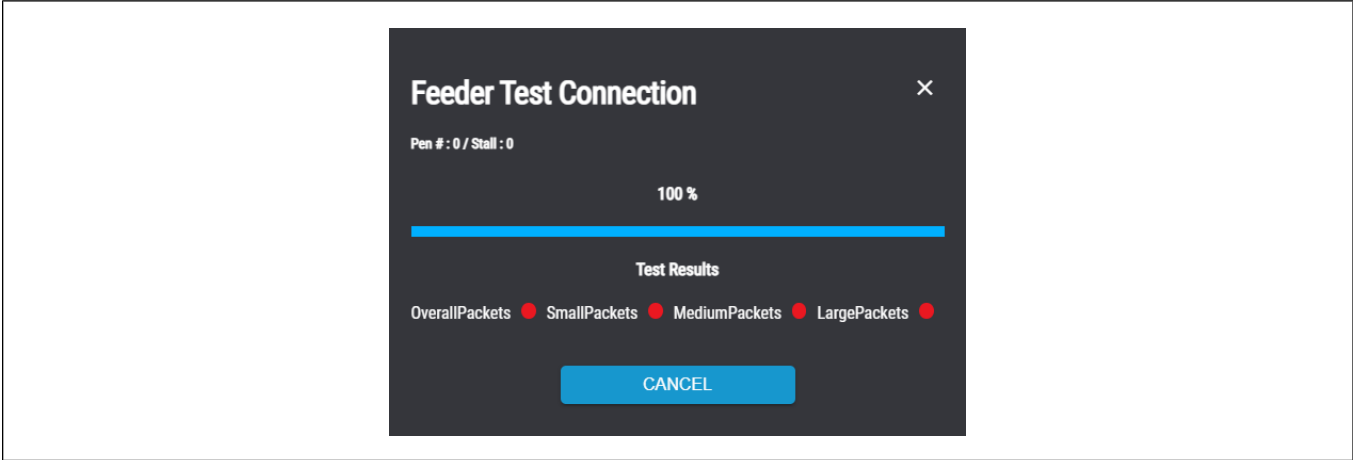 Feeder Test Connection
Pen # : 0 / Stall : 0
100 %
Test Results
OverallPackets SmallPackets MediumPackets LargePackets
CANCEL